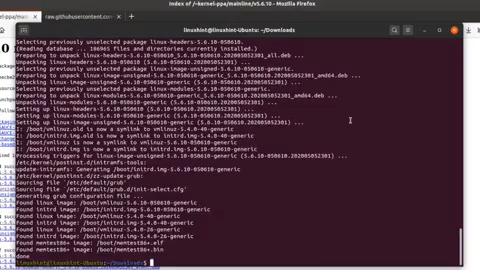 Index of /~kernel-ppa/mainline/v5.6.10 - Mozilla Firefox
raw.githubusercontent.com
linuxhint@linuxhint-Ubuntu: ~/Downloads
Selecting previously unselected package linux-headers-5.6.10-050610.
(Reading database ... 186965 files and directories currently installed.)
Preparing to unpack linux-headers-5.6.10-050610_5.6.10-050610.202005052301_all.deb ...
Unpacking linux-headers-5.6.10-050610 (5.6.10-050610.202005052301) ...
Selecting previously unselected package linux-image-unsigned-5.6.10-050610-generic.
Preparing to unpack linux-image-unsigned-5.6.10-050610-generic_5.6.10-050610.202005052301_amd64.deb ...
Unpacking linux-image-unsigned-5.6.10-050610-generic (5.6.10-050610.202005052301) ...
Selecting previously unselected package linux-modules-5.6.10-050610-generic.
Preparing to unpack linux-modules-5.6.10-050610-generic_5.6.10-050610.202005052301_amd64.deb ...
Unpacking linux-modules-5.6.10-050610-generic (5.6.10-050610.202005052301) ...
Setting up linux-headers-5.6.10-050610 (5.6.10-050610.202005052301) ...
Setting up linux-modules-5.6.10-050610-generic (5.6.10-050610.202005052301) ...
Setting up linux-image-unsigned-5.6.10-050610-generic (5.6.10-050610.202005052301) ...
I: /boot/vmlinuz.old is now a symlink to vmlinuz-5.4.0-40-generic
I: /boot/initrd.img.old is now a symlink to initrd.img-5.4.0-40-generic
I: /boot/vmlinuz is now a symlink to vmlinuz-5.6.10-050610-generic
I: /boot/initrd.img is now a symlink to initrd.img-5.6.10-050610-generic
Processing triggers for linux-image-unsigned-5.6.10-050610-generic (5.6.10-050610.202005052301) ...
/etc/kernel/postinst.d/initramfs-tools:
update-initramfs: Generating /boot/initrd.img-5.6.10-050610-generic
/etc/kernel/postinst.d/zz-update-grub:
Sourcing file `/etc/default/grub'
Sourcing file `/etc/default/grub.d/init-select.cfg'
Generating grub configuration file ...
Found linux image: /boot/vmlinuz-5.6.10-050610-generic
Found initrd image: /boot/initrd.img-5.6.10-050610-generic
Found linux image: /boot/vmlinuz-5.4.0-40-generic
Found initrd image: /boot/initrd.img-5.4.0-40-generic
Found linux image: /boot/vmlinuz-5.4.0-26-generic
Found initrd image: /boot/initrd.img-5.4.0-26-generic
Found memtest86+ image: /boot/memtest86+.elf
Found memtest86+ image: /boot/memtest86+.bin
done
linuxhint@linuxhint-Ubuntu:~/Downloads$